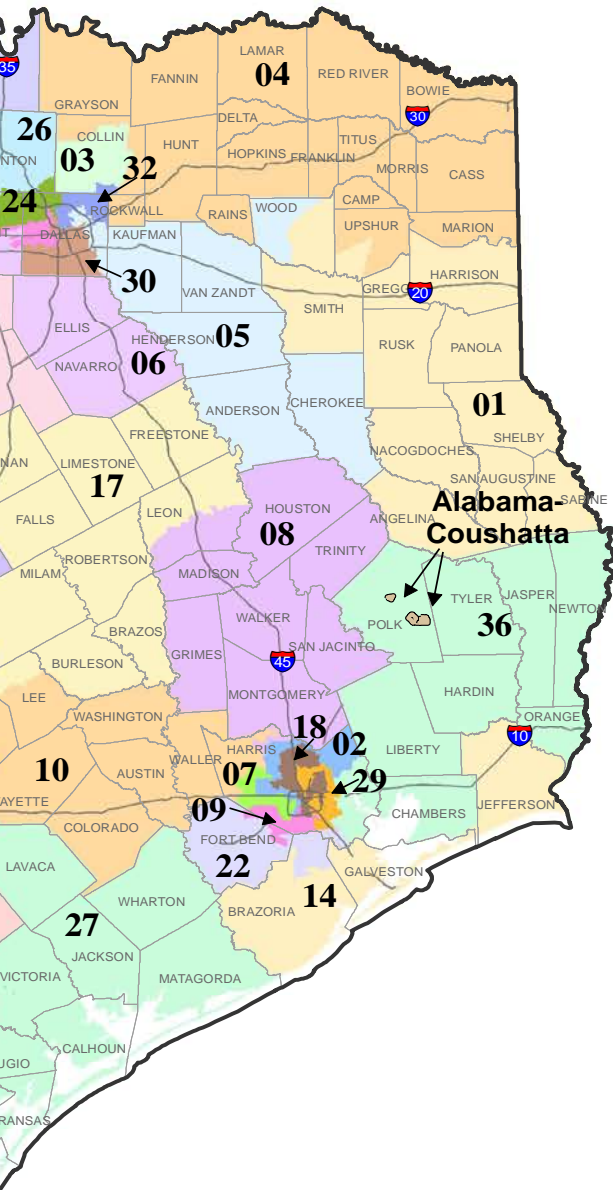 LAMAR
35
04
RED RIVER
FANNIN
BOWIE
GRAYSON
30
DELTA
26
COLLIN
TITUS
HUNT
HOPKINS
FRANKLIN
NTON
03
32
MORRIS
CASS
24
CAMP
ROCKWALL
RAINS
WOOD
UPSHUR
MARION
T
DALLAS
KAUFMAN
HARRISON
30
GREGG
20
VAN ZANDT
SMITH
ELLIS
HENDERSON
05
RUSK
PANOLA
NAVARRO
06
01
CHEROKEE
ANDERSON
FREESTONE
SHELBY
NACOGDOCHES
NAN
LIMESTONE
SAN AUGUSTINE
17
SABINE
LEON
HOUSTON
Alabama-
Coushatta
FALLS
ANGELINA
08
TRINITY
ROBERTSON
MILAM
MADISON
TYLER
JASPER
NEWTON
WALKER
POLK
36
BRAZOS
SAN JACINTO
GRIMES
BURLESON
45
MONTGOMERY
HARDIN
LEE
WASHINGTON
ORANGE
18
10
02
HARRIS
LIBERTY
WALLER
10
07
AUSTIN
29
AYETTE
09
CHAMBERS
JEFFERSON
COLORADO
FORT BEND
22
LAVACA
GALVESTON
14
WHARTON
BRAZORIA
27
JACKSON
VICTORIA
MATAGORDA
CALHOUN
UGIO
RANSAS